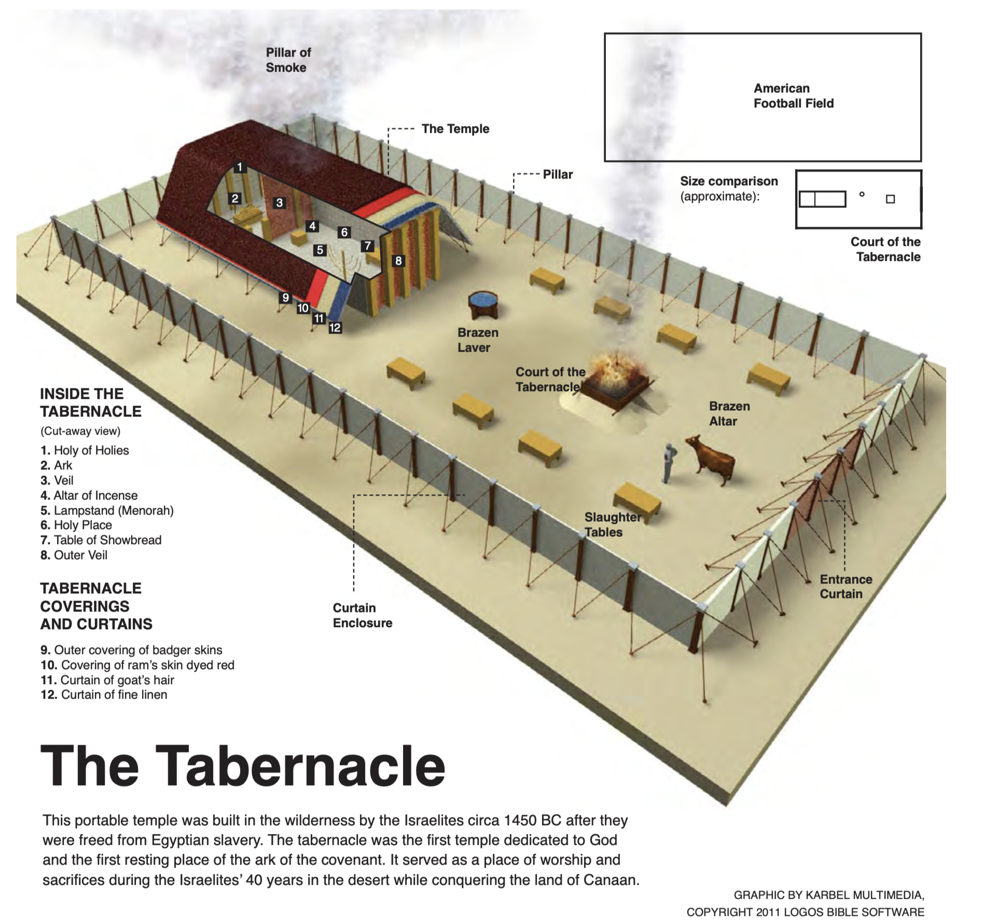 Pillar of
Smoke
American
Football Field
The Temple
Pillar
Size comparison
(approximate):
Court of the
Tabernacle
1
2
3
4
6
5
7
8
9
10
11
12
Brazen
Laver
Court of the
Tabernacle
Brazen
Altar
Slaughter
Tables
Entrance
Curtain
Curtain
Enclosure
INSIDE THE
TABERNACLE
(Cut-away view)
1. Holy of Holies
2. Ark
3. Veil
4. Altar of Incense
5. Lampstand (Menorah)
6. Holy Place
7. Table of Showbread
8. Outer Veil
TABERNACLE
COVERINGS
AND CURTAINS
9. Outer covering of badger skins
10. Covering of ram’s skin dyed red
11. Curtain of goat’s hair
12. Curtain of fine linen
The Tabernacle
This portable temple was built in the wilderness by the Israelites circa 1450 BC after they
were freed from Egyptian slavery. The tabernacle was the first temple dedicated to God
and the first resting place of the ark of the covenant. It served as a place of worship and
sacrifices during the Israelites’ 40 years in the desert while conquering the land of Canaan.
GRAPHIC BY KARBEL MULTIMEDIA,
COPYRIGHT 2011 LOGOS BIBLE SOFTWARE